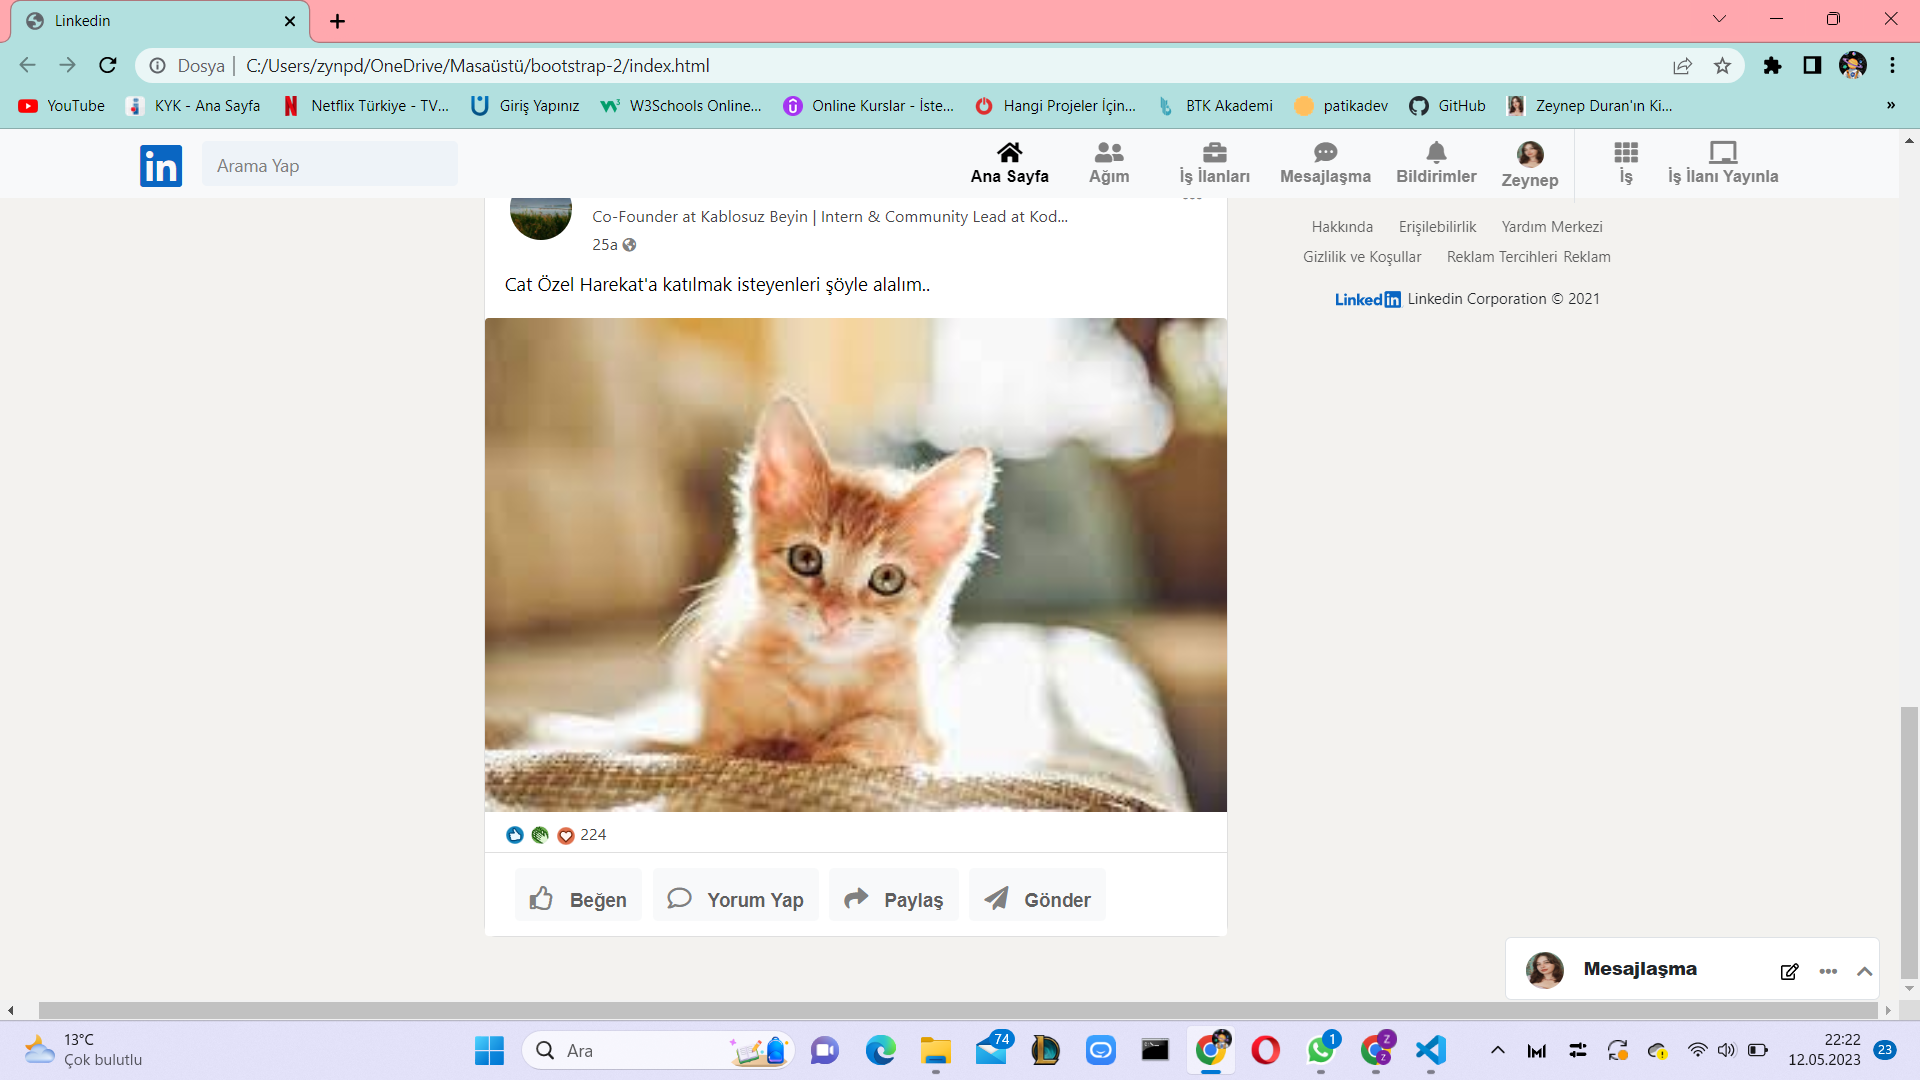 Linkedin
Dosya | C:/Users/zynpd/OneDrive/Masaüstü/bootstrap-2/index.html
YouTube KYK - Ana Sayfa Netflix Türkiye - TV... Giriş Yapınız W3Schools Online... Online Kurslar - İste... Hangi Projeler İçin... BTK Akademi patikadev GitHub Zeynep Duran'ın Ki... »
in Arama Yap Ana Sayfa Ağım İş İlanları Mesajlaşma Bildirimler Zeynep İş İş İlanı Yayınla
Co-Founder at Kablosuz Beyin | Intern & Community Lead at Kod...
25a
Cat Özel Harekat'a katılmak isteyenleri şöyle alalım..
224
Beğen Yorum Yap Paylaş Gönder
Hakkında Erişilebilirlik Yardım Merkezi
Gizlilik ve Koşullar Reklam Tercihleri Reklam
Linkedin Linkedin Corporation © 2021
Mesajlaşma
13°C
Çok bulutlu
Ara
74
1
Z
z
22:22
12.05.2023
23